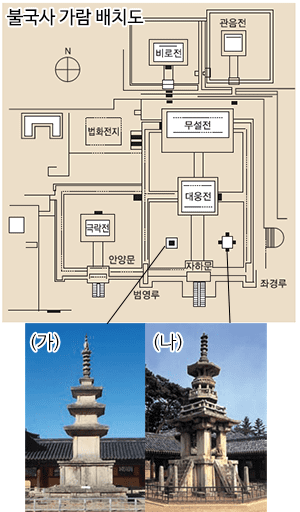 불국사 가람 배치도
관음전
N
비로전
법화전지
무설전
대웅전
극락전
안양문
자하문
범영루
좌경루
(가)
(나)